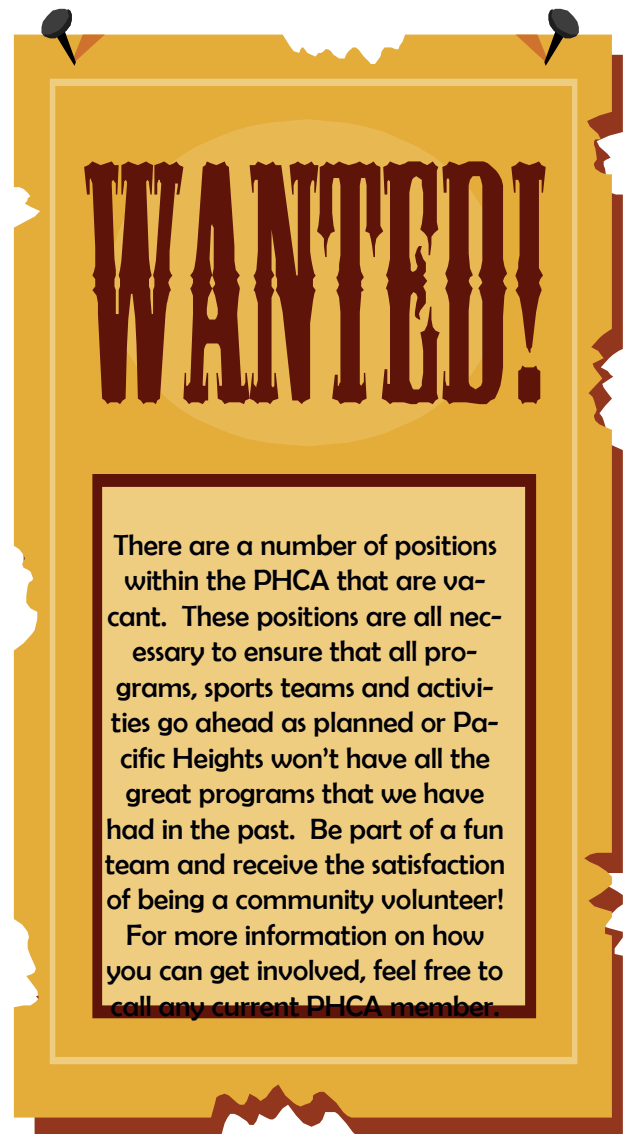 WANTED!
There are a number of positions
within the PHCA that are va-
cant.  These positions are all nec-
essary to ensure that all pro-
grams, sports teams and activi-
ties go ahead as planned or Pa-
cific Heights won’t have all the
great programs that we have
had in the past.  Be part of a fun
team and receive the satisfaction
of being a community volunteer!
For more information on how
you can get involved, feel free to
call any current PHCA member.